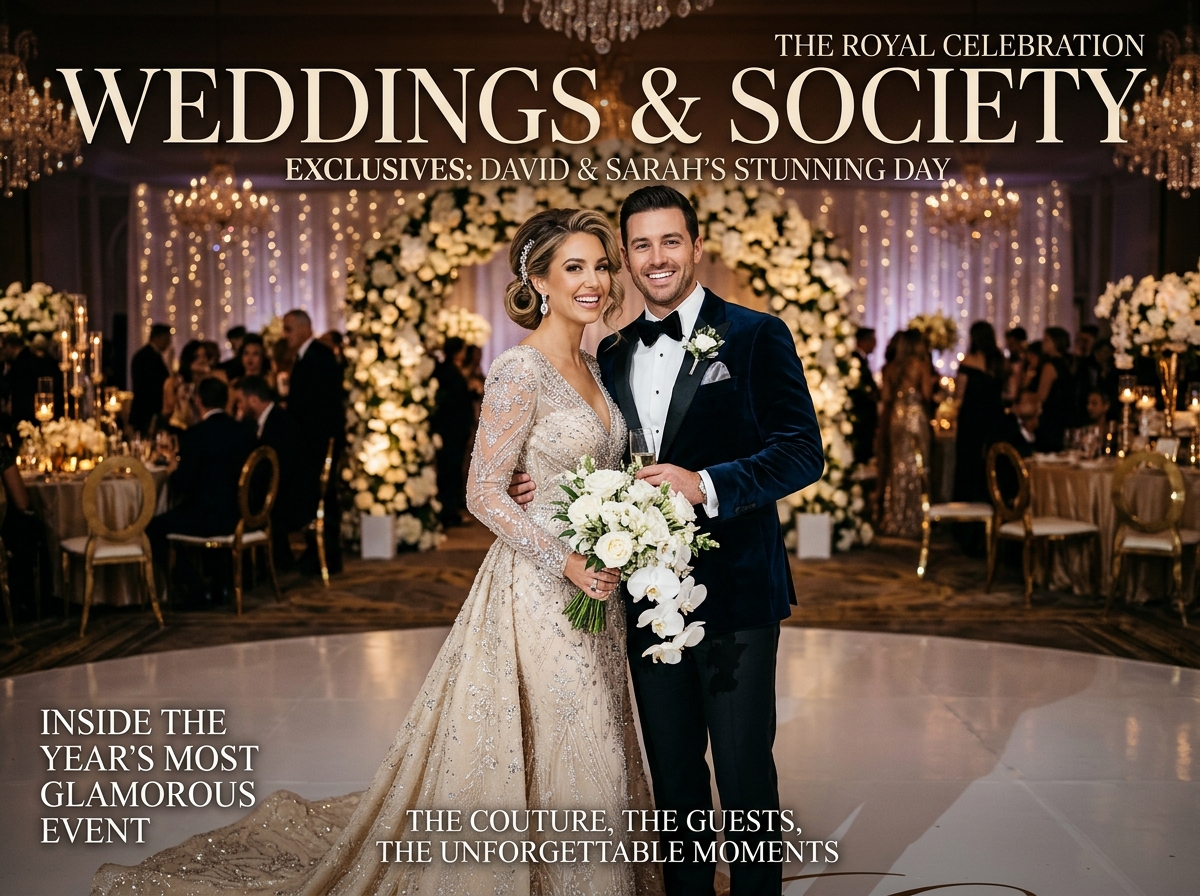 THE ROYAL CELEBRATION
WEDDINGS & SOCIETY
EXCLUSIVES: DAVID & SARAH'S STUNNING DAY
INSIDE THE
YEAR'S MOST
GLAMOROUS
EVENT
THE COUTURE, THE GUESTS,
THE UNFORGETTABLE MOMENTS